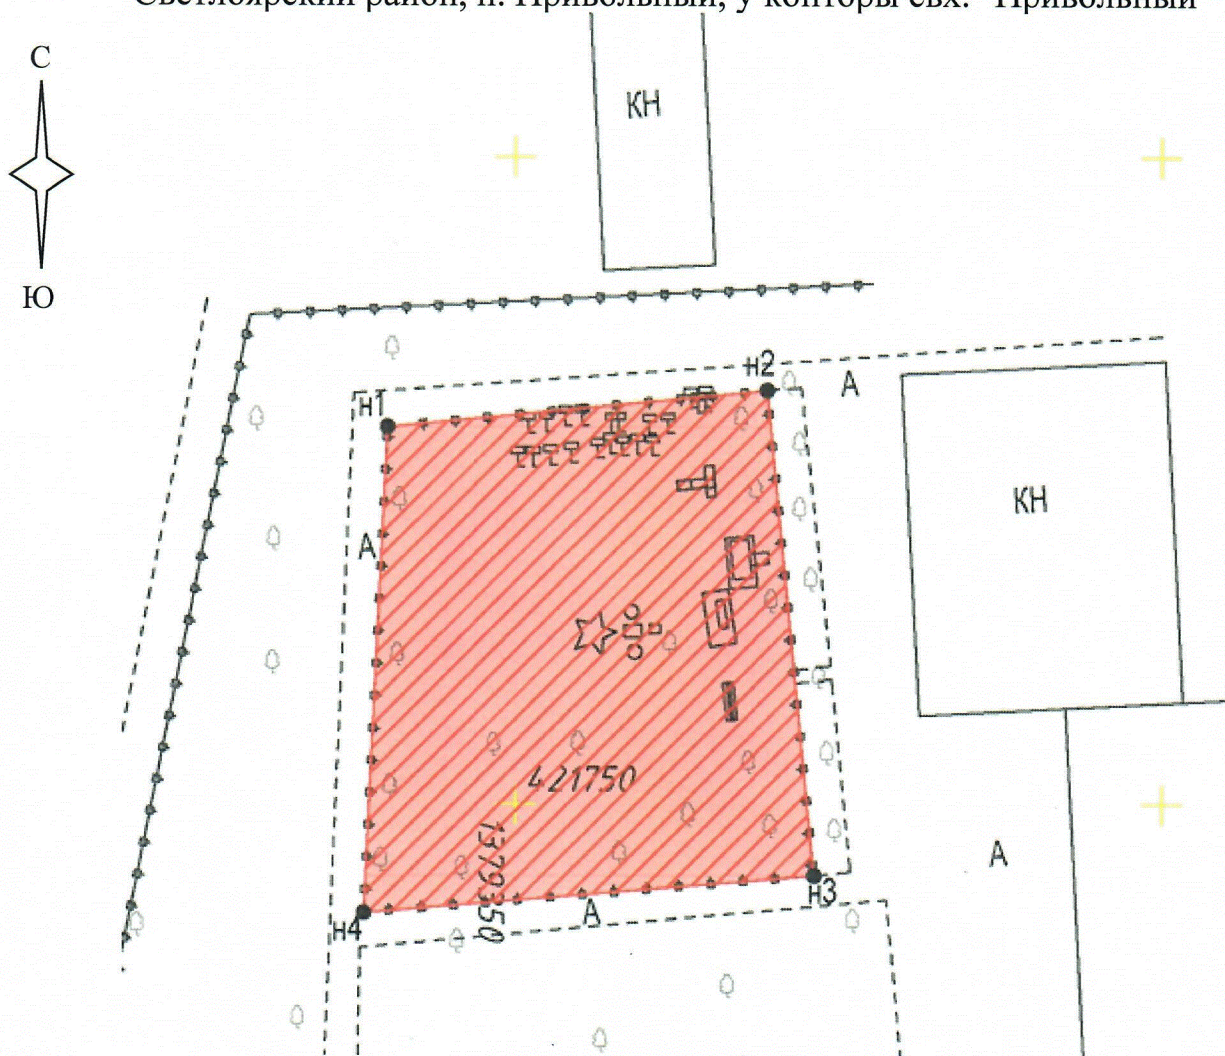 Светлоярский район, п. Привольный, у конторы свх. "Привольный"
С
КН
Ю
н2
А
н1
КН
А
421750
1379350
А
н3
А
н4